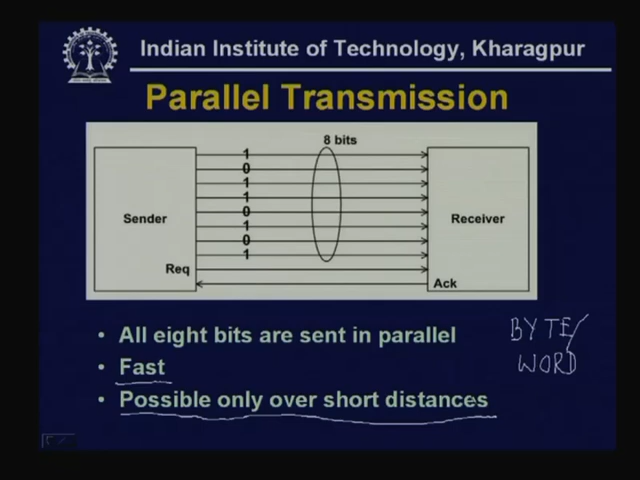 Indian Institute of Technology, Kharagpur
Parallel Transmission
8 bits
1
0
1
1
0
1
0
1
Sender
Receiver
Req
Ack
• All eight bits are sent in parallel
• Fast
• Possible only over short distances
BYTE/
WORD